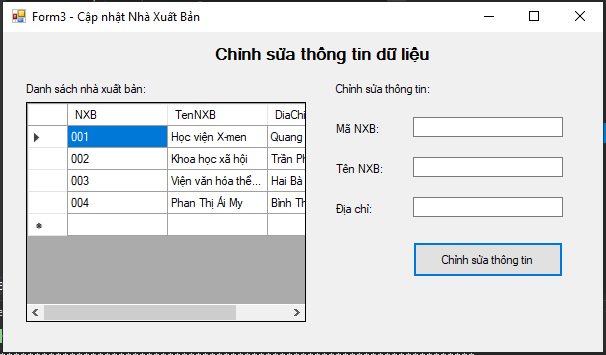 Form3 - Cập nhật Nhà Xuất Bản
Chỉnh sửa thông tin dữ liệu
Danh sách nhà xuất bản:
NXB TenNXB DiaChi
001 Học viện X-men Quang
002 Khoa học xã hội Trần Ph
003 Viện văn hóa thể... Hai Bà
004 Phan Thị Ái My Bình Th
Chỉnh sửa thông tin:
Mã NXB:
Tên NXB:
Địa chỉ:
Chỉnh sửa thông tin